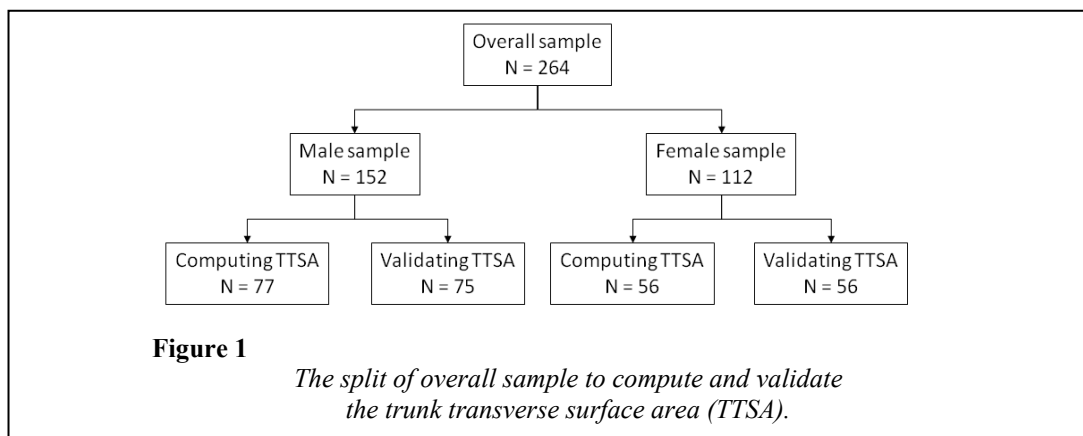 Overall sample
N = 264
Male sample
N = 152
Female sample
N = 112
Computing TTSA
N = 77
Validating TTSA
N = 75
Computing TTSA
N = 56
Validating TTSA
N = 56
Figure 1
The split of overall sample to compute and validate
the trunk transverse surface area (TTSA).